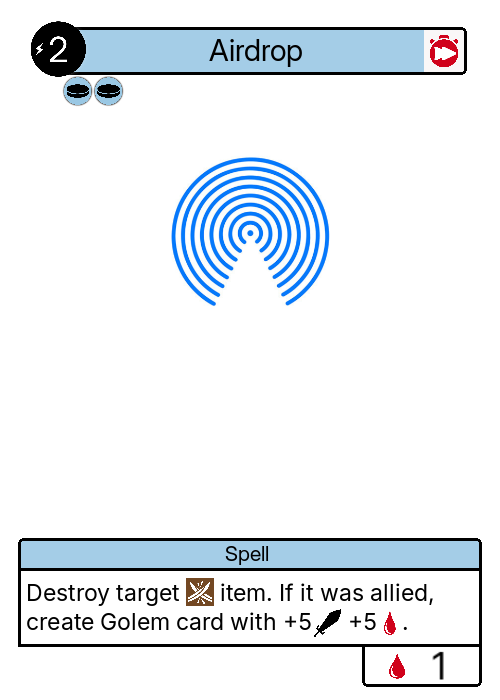 2
Airdrop
Spell
Destroy target item. If it was allied,
create Golem card with +5 +5 .
1